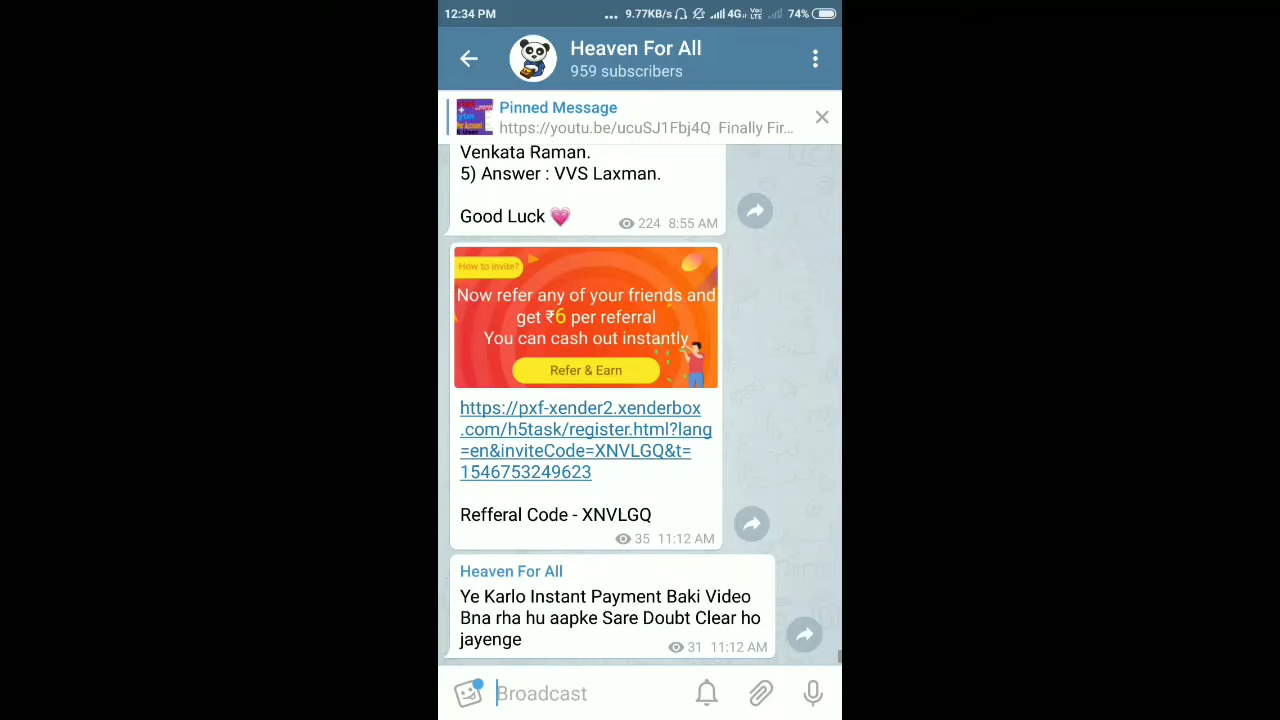 12:34 PM
... 9.77KB/s 4G VoLTE 74%
Heaven For All
959 subscribers
Pinned Message
https://youtu.be/ucuSJ1Fbj4Q Finally Fir...
Venkata Raman.
5) Answer : VVS Laxman.
Good Luck 💗
224 8:55 AM
How to invite?
Now refer any of your friends and
get ₹6 per referral
You can cash out instantly
Refer & Earn
https://pxf-xender2.xenderbox
.com/h5task/register.html?lang
=en&inviteCode=XNVLGQ&t=
1546753249623
Refferal Code - XNVLGQ
35 11:12 AM
Heaven For All
Ye Karlo Instant Payment Baki Video
Bna rha hu aapke Sare Doubt Clear ho
jayenge
31 11:12 AM
Broadcast